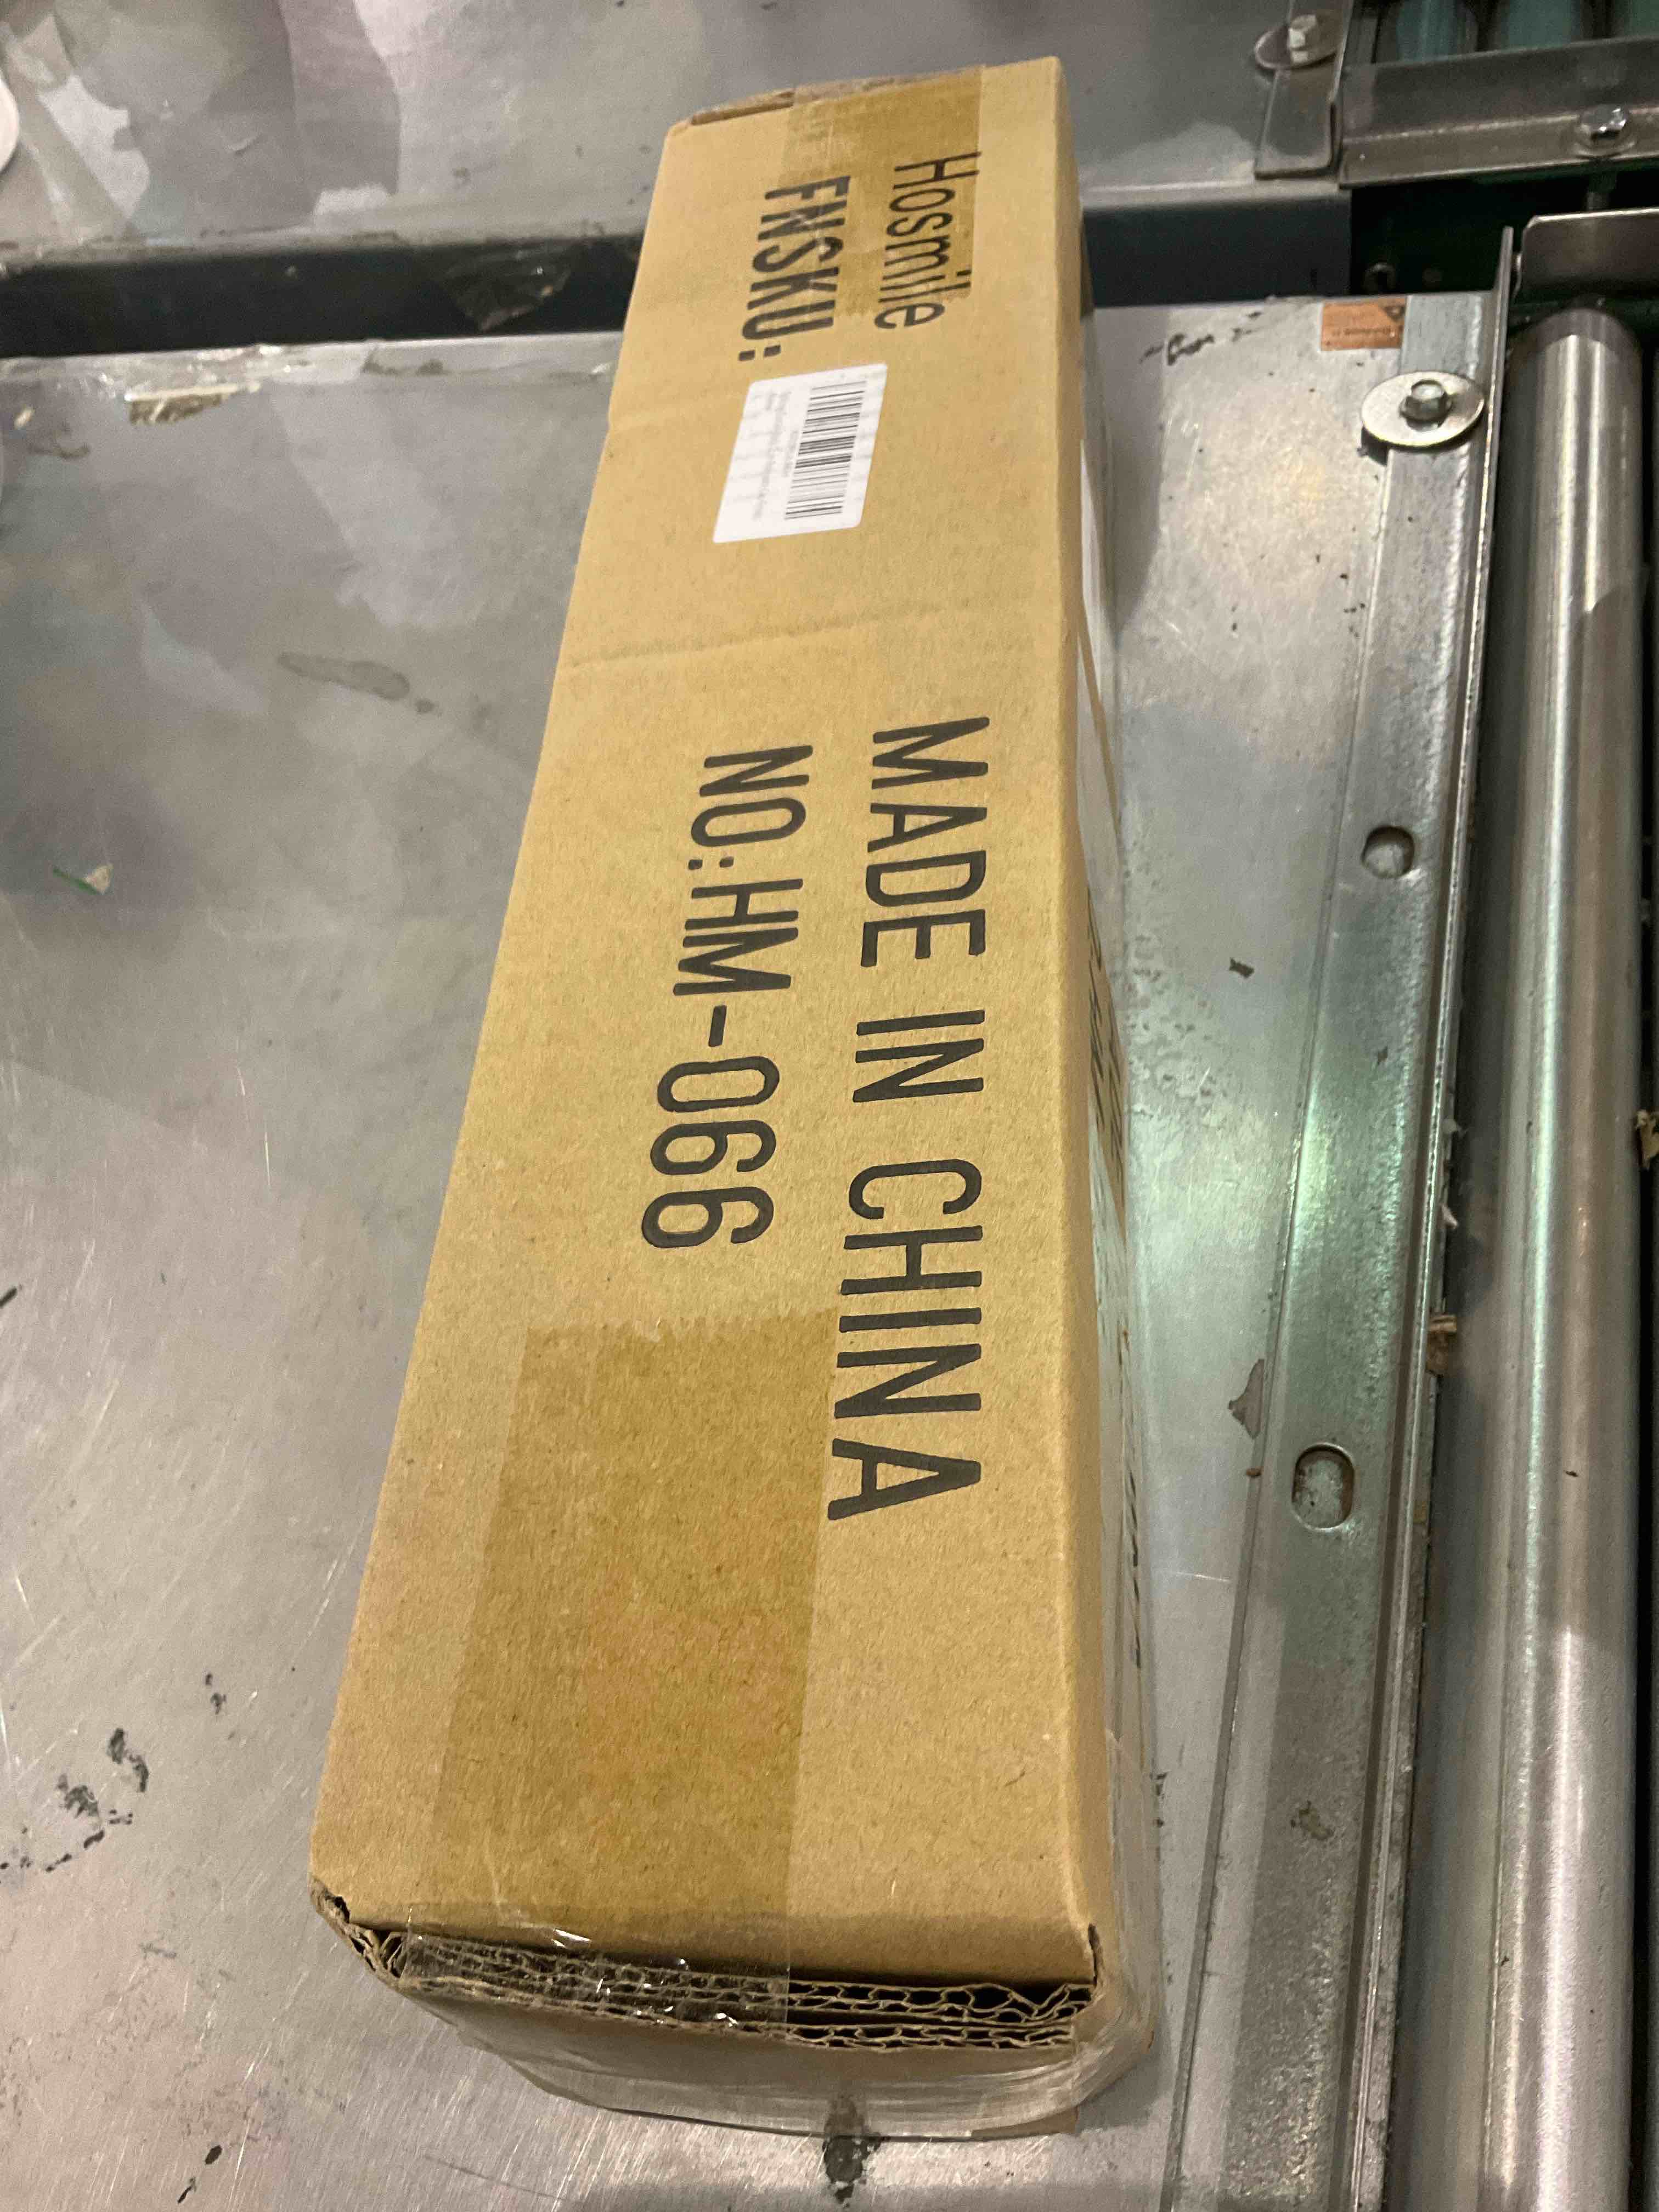 Hosmile
FNSKU:
MADE IN CHINA
NO:HM-066